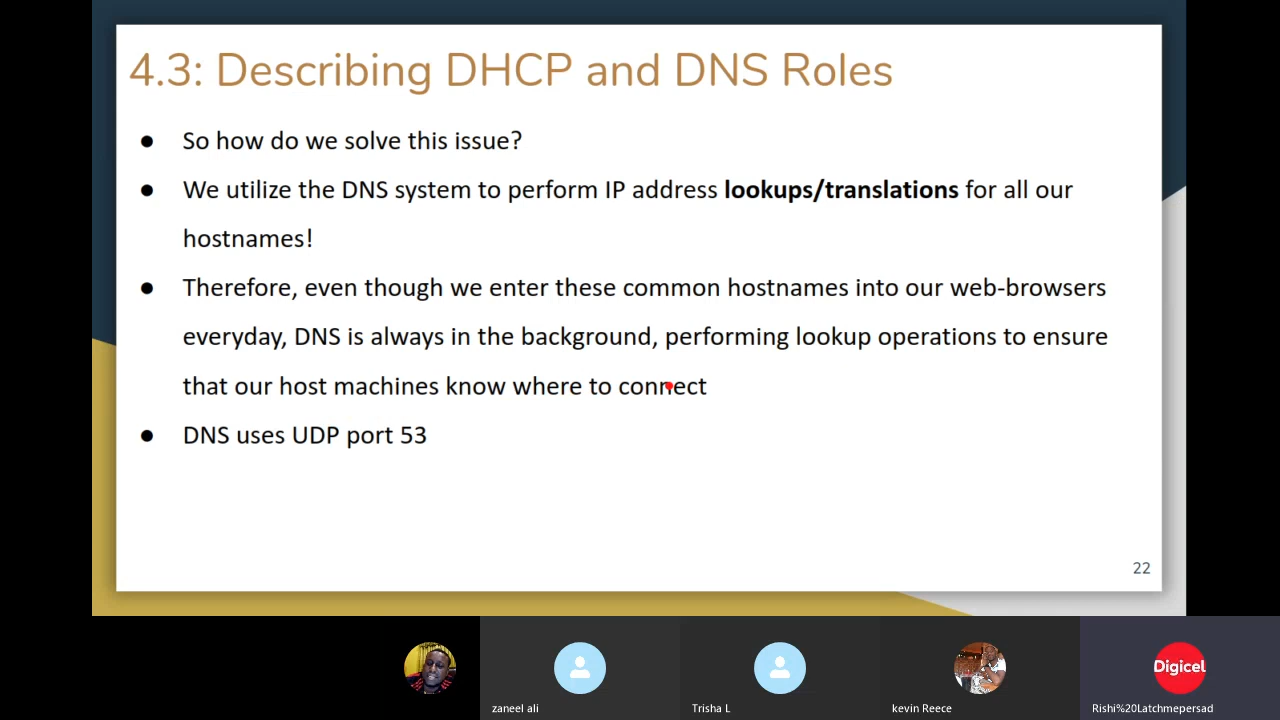 4.3: Describing DHCP and DNS Roles
● So how do we solve this issue?
● We utilize the DNS system to perform IP address lookups/translations for all our
hostnames!
● Therefore, even though we enter these common hostnames into our web-browsers
everyday, DNS is always in the background, performing lookup operations to ensure
that our host machines know where to connect
● DNS uses UDP port 53
22
Digicel
zaneel ali
Trisha L
kevin Reece
Rishi%20Latchmepersad